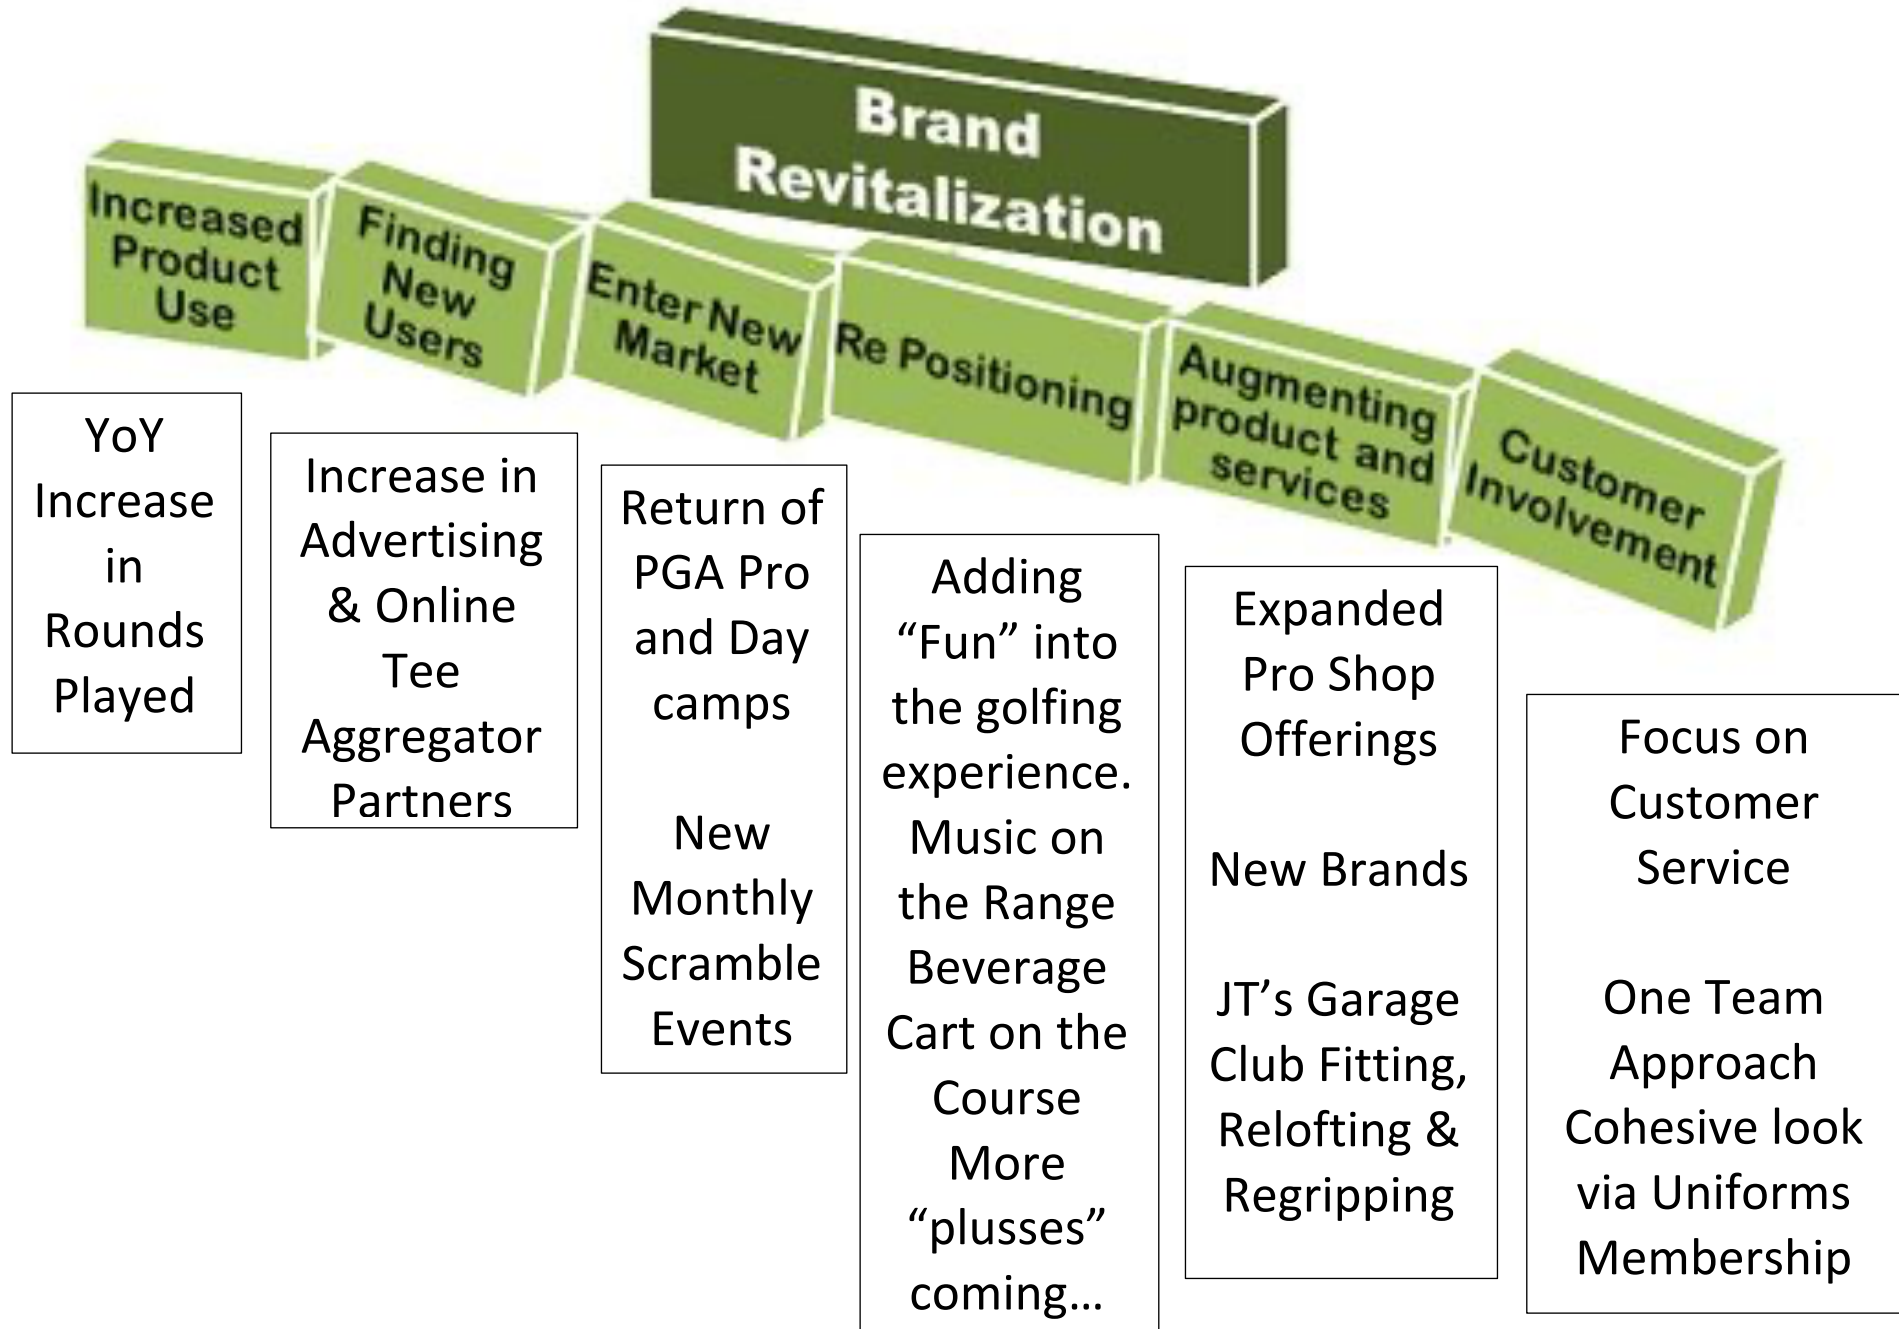 Brand
Revitalization
Increased
Product
Use
Finding
New
Users
Enter New
Market
Re Positioning
Augmenting
product and
services
Customer
Involvement
YoY
Increase
in
Rounds
Played
Increase in
Advertising
& Online
Tee
Aggregator
Partners
Return of
PGA Pro
and Day
camps
New
Monthly
Scramble
Events
Adding
“Fun” into
the golfing
experience.
Music on
the Range
Beverage
Cart on the
Course
More
“plusses”
coming…
Expanded
Pro Shop
Offerings
New Brands
JT’s Garage
Club Fitting,
Relofting &
Regripping
Focus on
Customer
Service
One Team
Approach
Cohesive look
via Uniforms
Membership